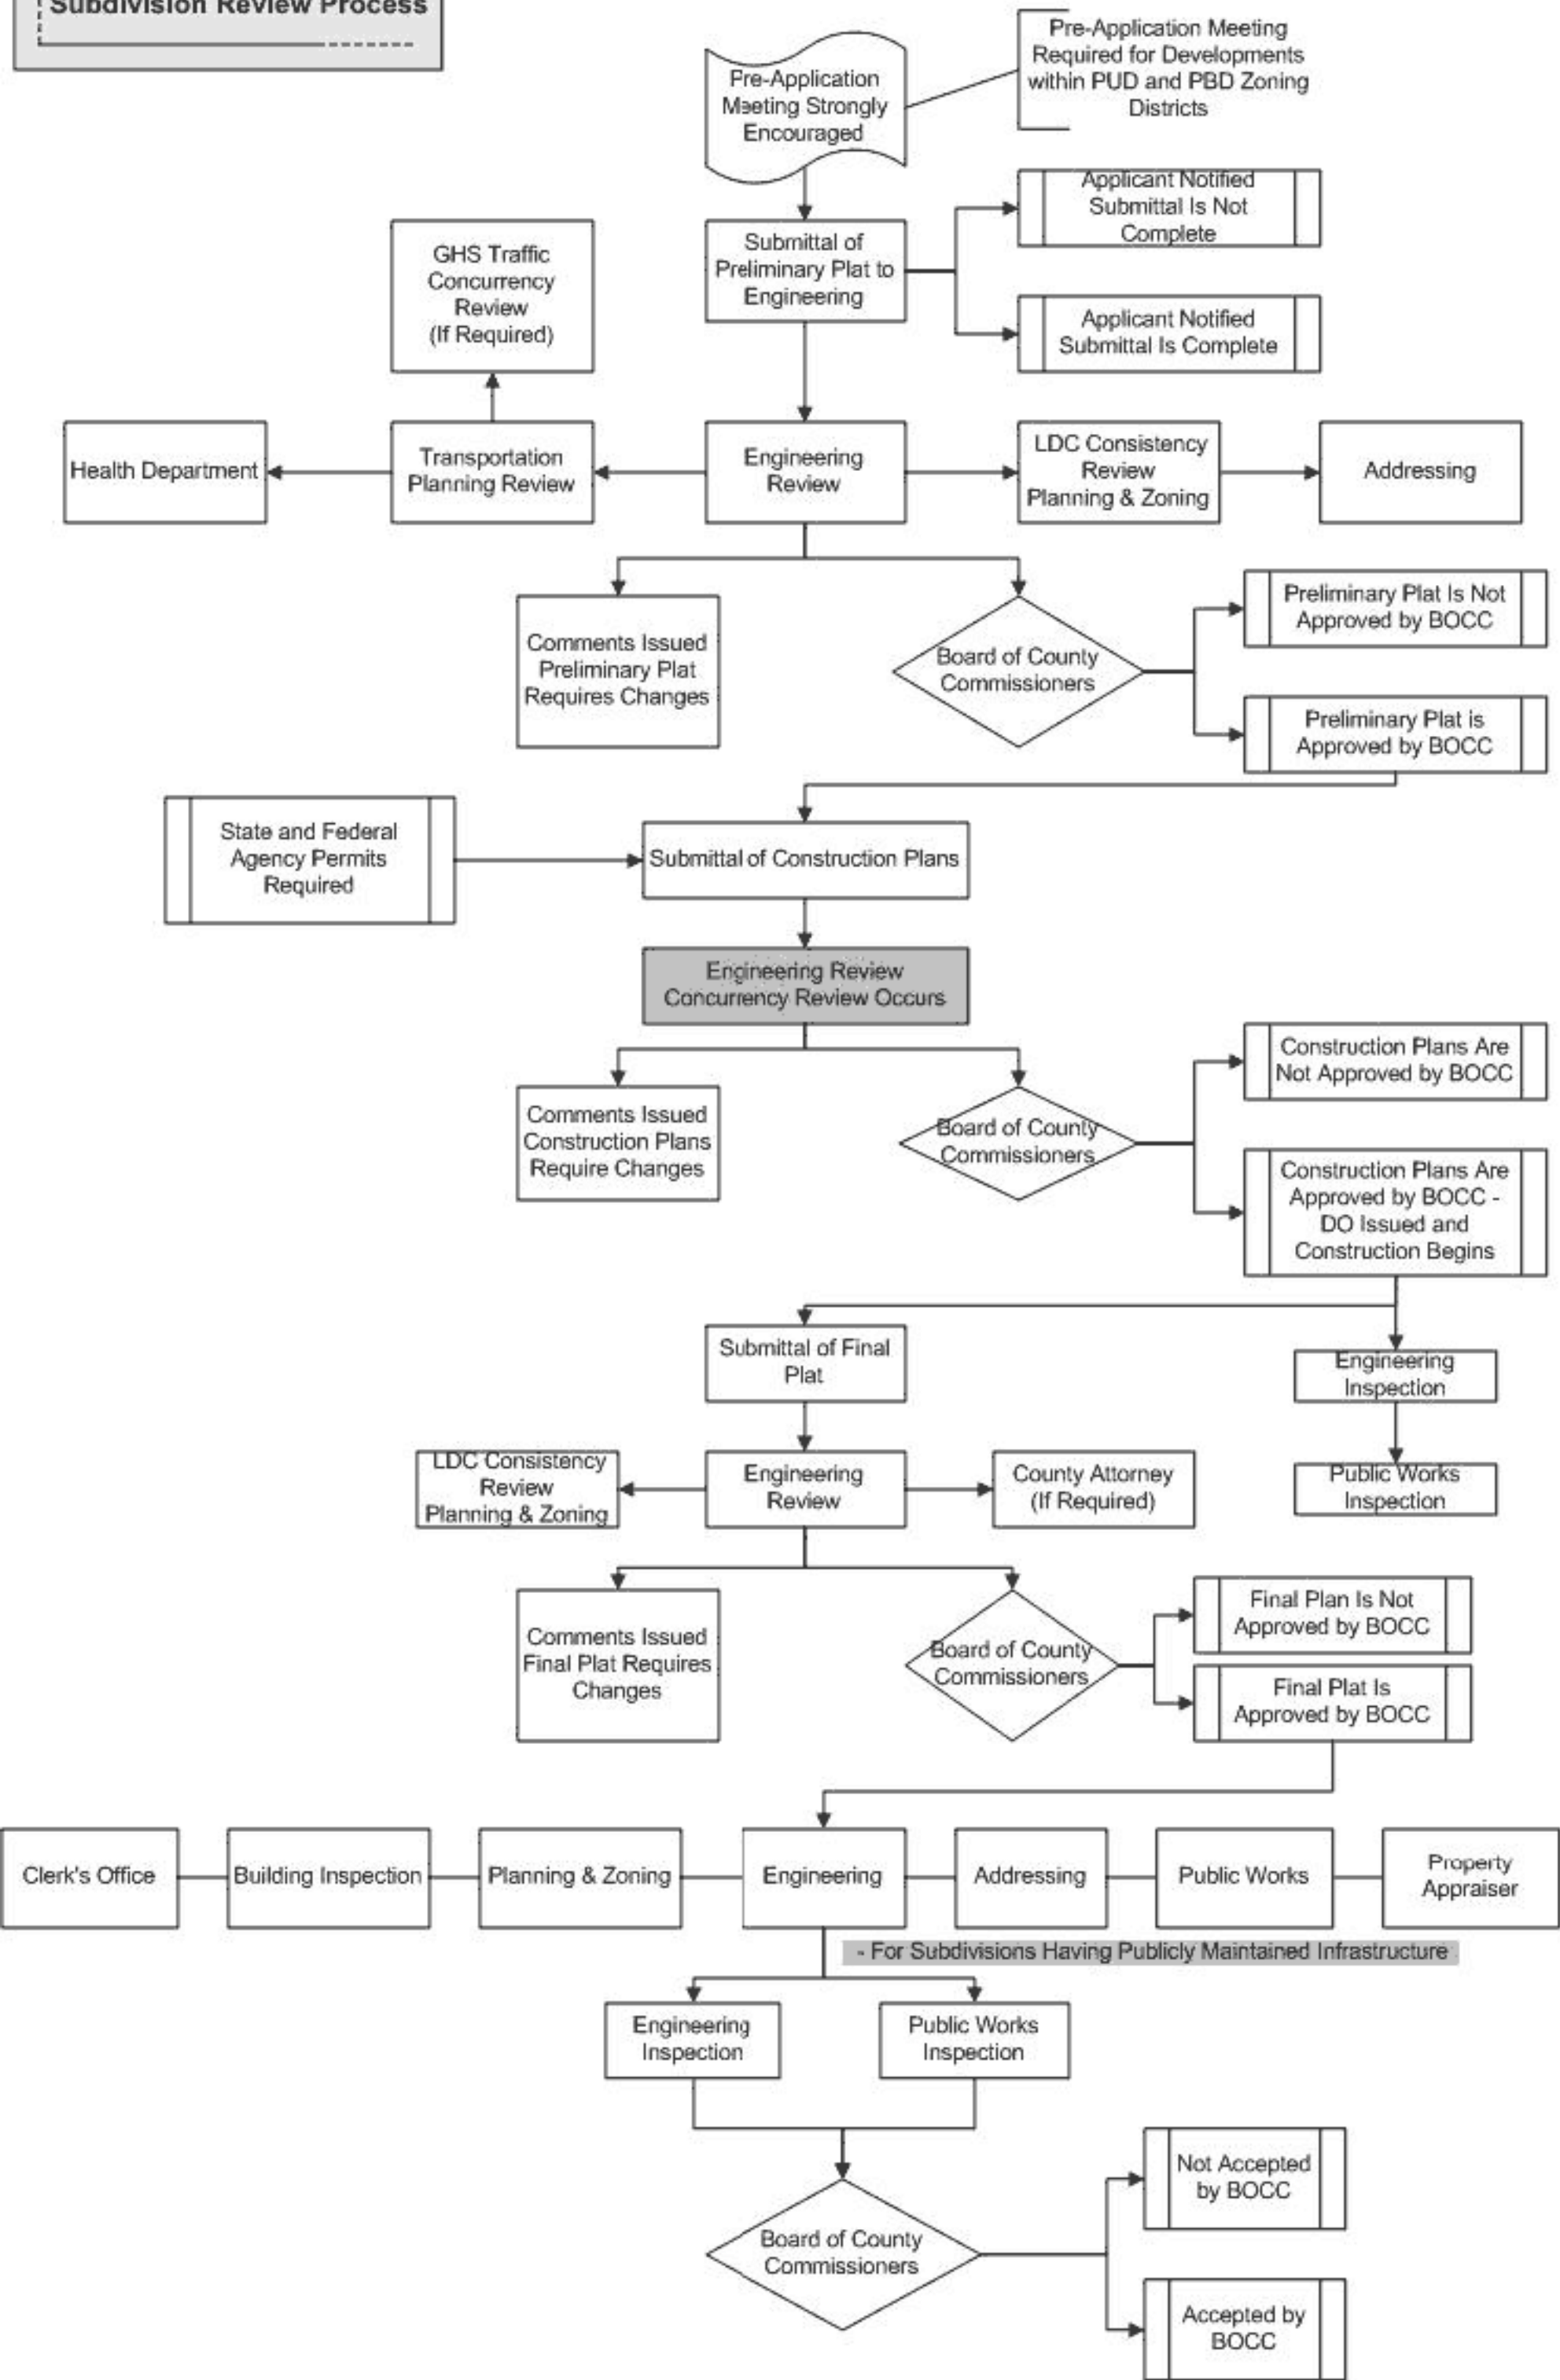 Subdivision Review Process
Pre-Application
Meeting Strongly
Encouraged
Pre-Application Meeting
Required for Developments
within PUD and PBD Zoning
Districts
Applicant Notified
Submittal Is Not
Complete
GHS Traffic
Concurrency
Review
(If Required)
Submittal of
Preliminary Plat to
Engineering
Applicant Notified
Submittal Is Complete
Health Department
Transportation
Planning Review
Engineering
Review
LDC Consistency
Review
Planning & Zoning
Addressing
Comments Issued
Preliminary Plat
Requires Changes
Board of County
Commissioners
Preliminary Plat Is Not
Approved by BOCC
Preliminary Plat is
Approved by BOCC
State and Federal
Agency Permits
Required
Submittal of Construction Plans
Engineering Review
Concurrency Review Occurs
Comments Issued
Construction Plans
Require Changes
Board of County
Commissioners
Construction Plans Are
Not Approved by BOCC
Construction Plans Are
Approved by BOCC -
DO Issued and
Construction Begins
Submittal of Final
Plat
Engineering
Inspection
LDC Consistency
Review
Planning & Zoning
Engineering
Review
County Attorney
(If Required)
Public Works
Inspection
Comments Issued
Final Plat Requires
Changes
Board of County
Commissioners
Final Plan Is Not
Approved by BOCC
Final Plat Is
Approved by BOCC
Clerk's Office
Building Inspection
Planning & Zoning
Engineering
Addressing
Public Works
Property
Appraiser
- For Subdivisions Having Publicly Maintained Infrastructure
Engineering
Inspection
Public Works
Inspection
Board of County
Commissioners
Not Accepted
by BOCC
Accepted by
BOCC